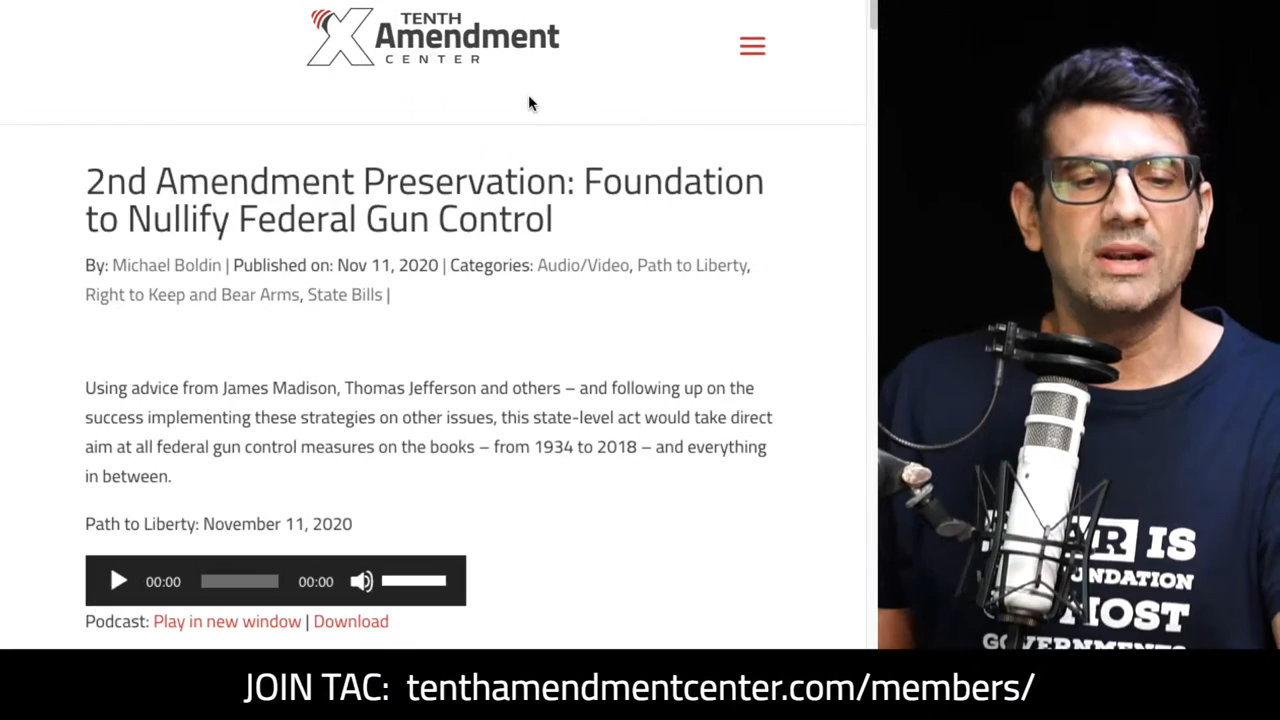 TENTH
Amendment
CENTER
2nd Amendment Preservation: Foundation
to Nullify Federal Gun Control
By: Michael Boldin | Published on: Nov 11, 2020 | Categories: Audio/Video, Path to Liberty,
Right to Keep and Bear Arms, State Bills |
Using advice from James Madison, Thomas Jefferson and others – and following up on the
success implementing these strategies on other issues, this state-level act would take direct
aim at all federal gun control measures on the books – from 1934 to 2018 – and everything
in between.
Path to Liberty: November 11, 2020
00:00 00:00
Podcast: Play in new window | Download
IS
GOVERNMENTS
JOIN TAC: tenthamendmentcenter.com/members/